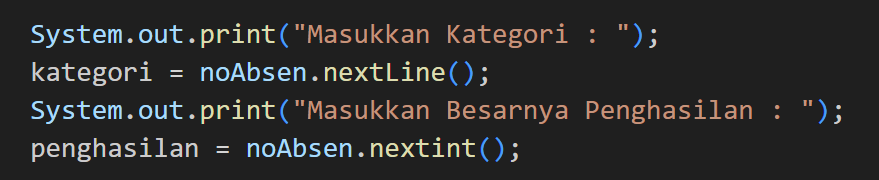 System.out.print("Masukkan Kategori : ");
kategori = noAbsen.nextLine();
System.out.print("Masukkan Besarnya Penghasilan : ");
penghasilan = noAbsen.nextint();